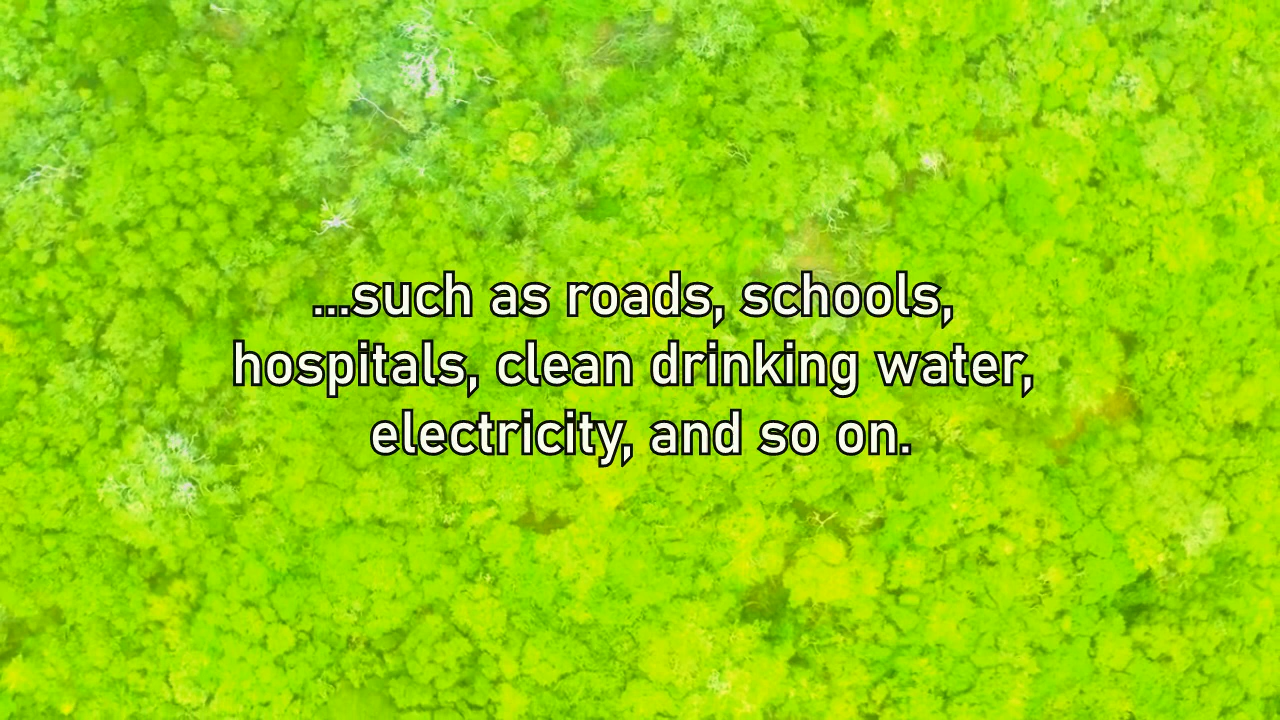 ...such as roads, schools,
hospitals, clean drinking water,
electricity, and so on.